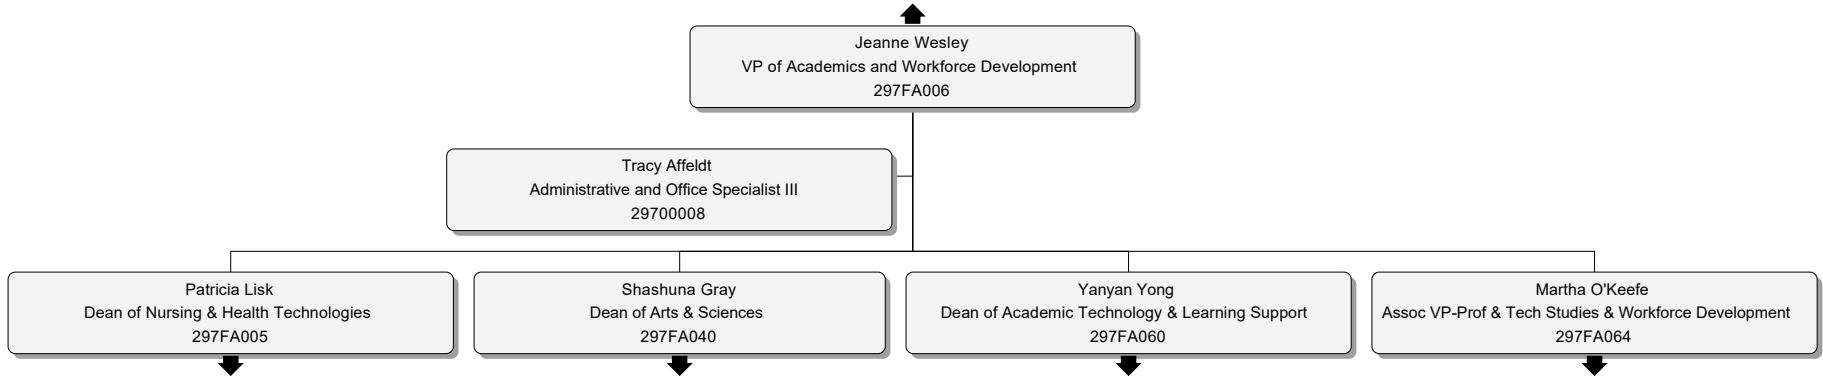 Jeanne Wesley
VP of Academics and Workforce Development
297FA006
Tracy Affeldt
Administrative and Office Specialist III
29700008
Patricia Lisk
Dean of Nursing & Health Technologies
297FA005
Shashuna Gray
Dean of Arts & Sciences
297FA040
Yanyan Yong
Dean of Academic Technology & Learning Support
297FA060
Martha O'Keefe
Assoc VP-Prof & Tech Studies & Workforce Development
297FA064